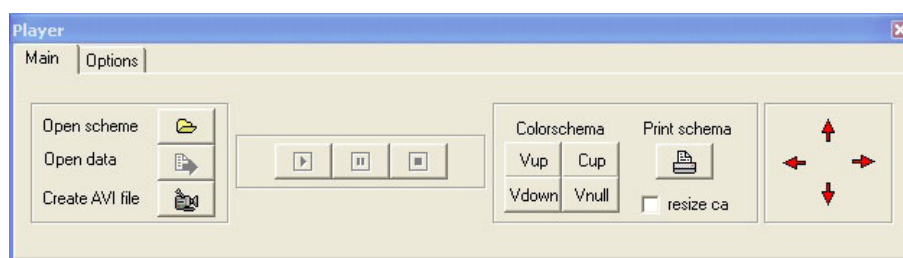 Player
Main Options
Open scheme
Open data
Create AVI file
Colorschema
Vup Cup
Vdown Vnull
Print schema
resize ca